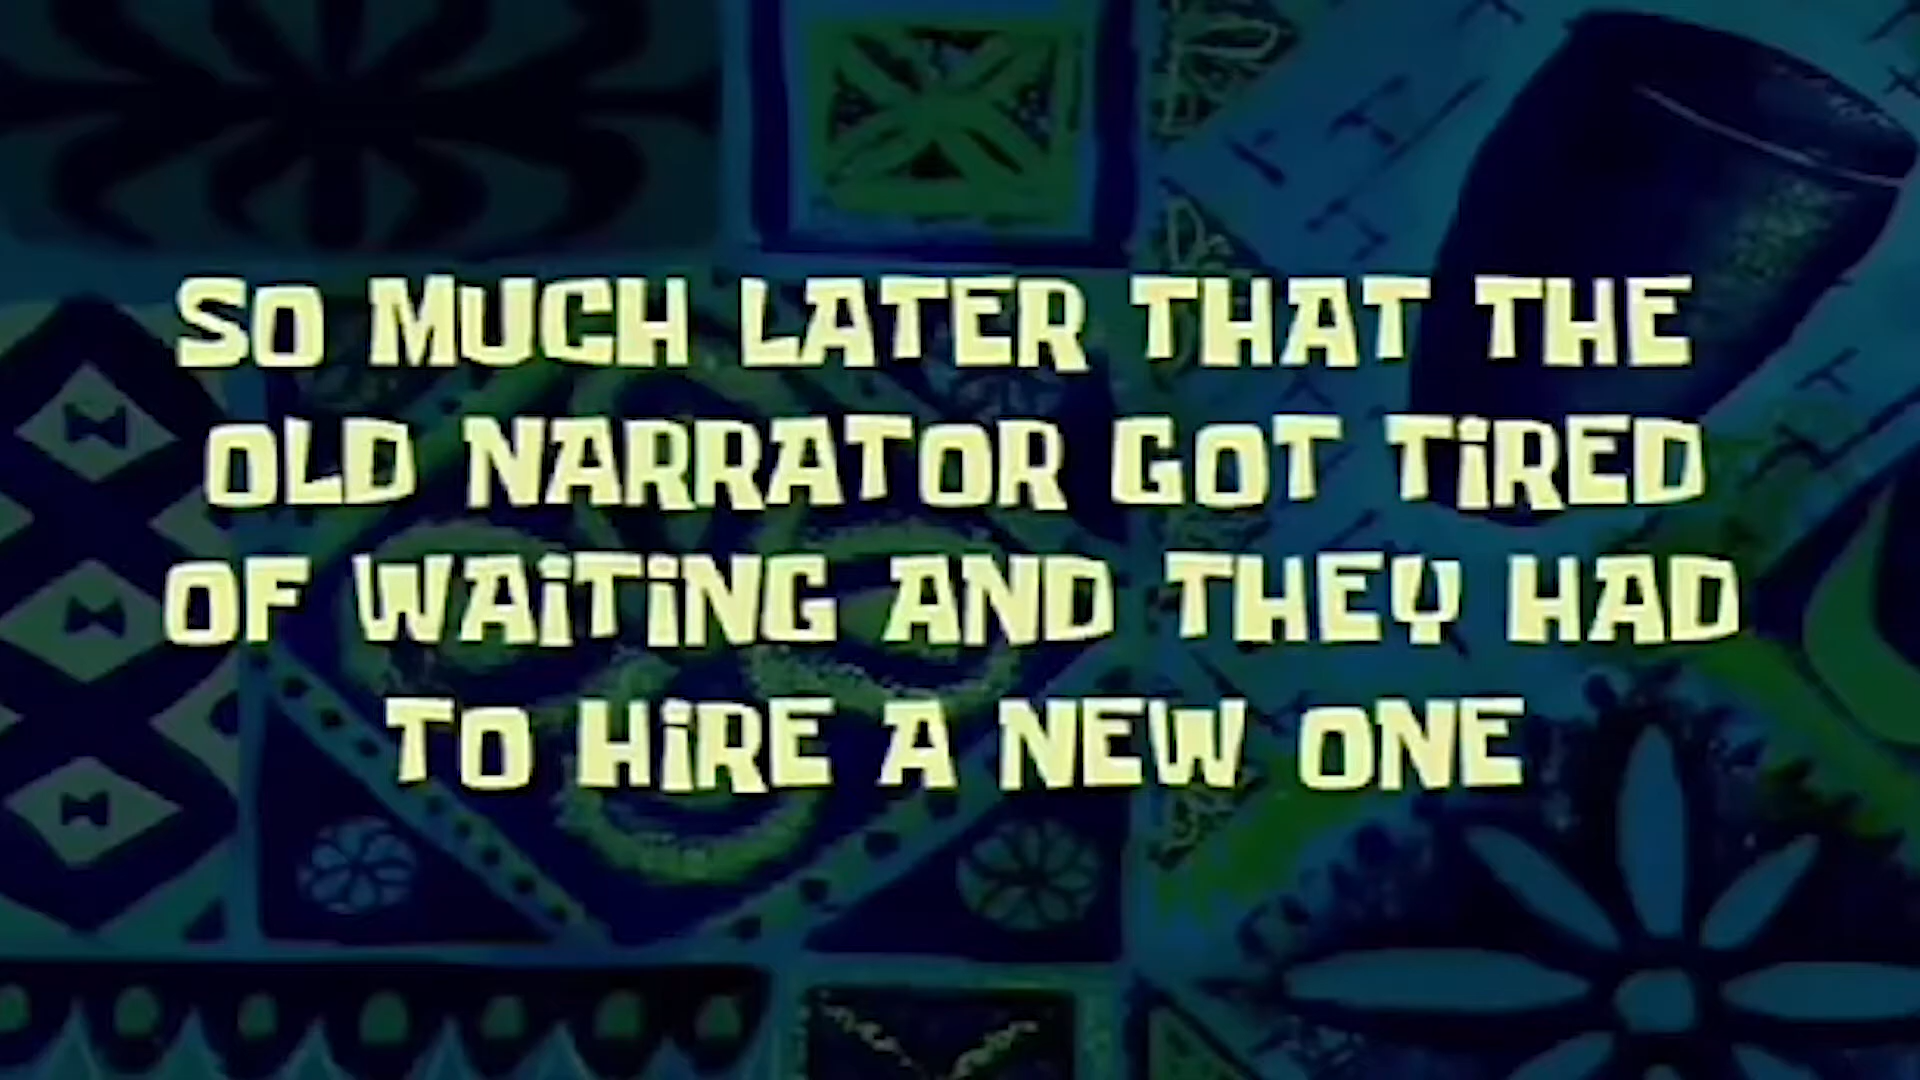 SO MUCH LATER THAT THE
OLD NARRATOR GOT TiRED
OF WAiTiNG AND THEY HAD
TO HiRE A NEW ONE